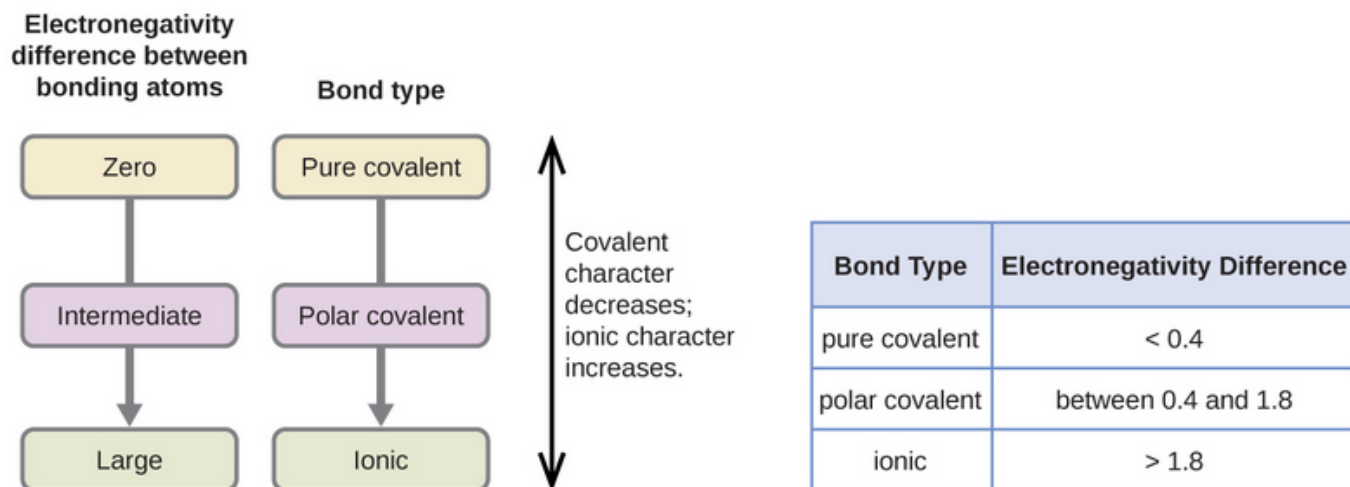 Electronegativity
difference between
bonding atoms
Bond type
Zero
Pure covalent
Intermediate
Polar covalent
Large
Ionic
Covalent
character
decreases;
ionic character
increases.
Bond Type Electronegativity Difference
pure covalent < 0.4
polar covalent between 0.4 and 1.8
ionic > 1.8